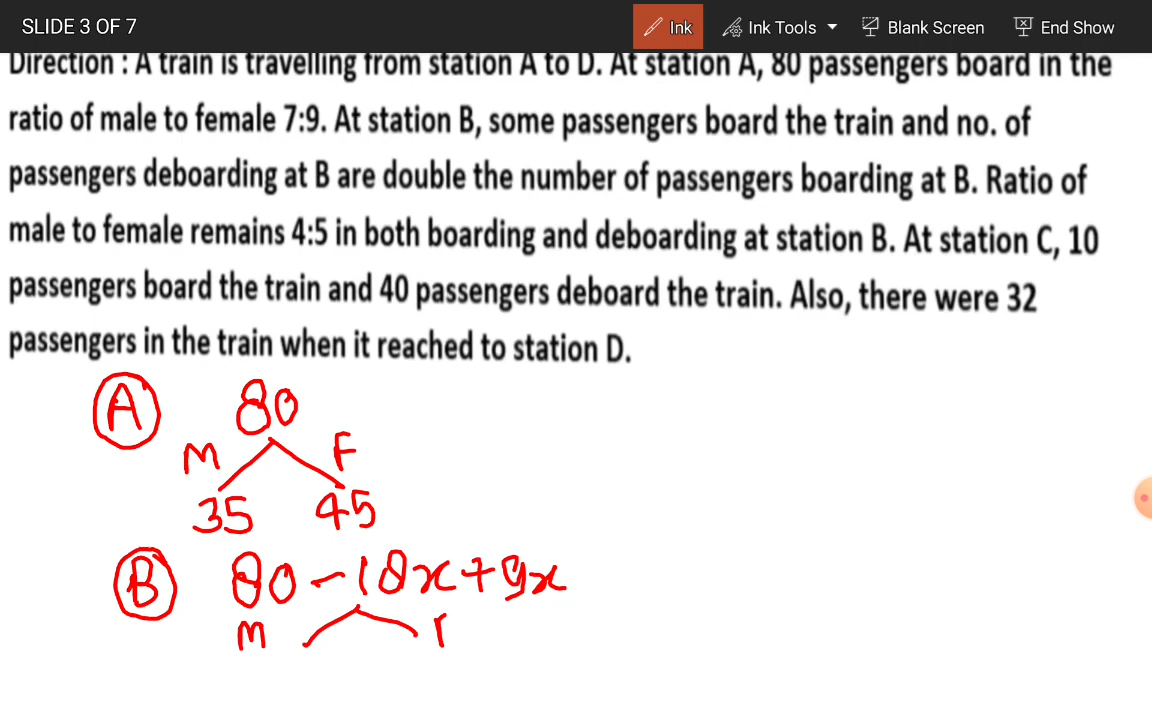 SLIDE 3 OF 7 Ink Ink Tools Blank Screen End Show
Direction : A train is travelling from station A to D. At station A, 80 passengers board in the
ratio of male to female 7:9. At station B, some passengers board the train and no. of
passengers deboarding at B are double the number of passengers boarding at B. Ratio of
male to female remains 4:5 in both boarding and deboarding at station B. At station C, 10
passengers board the train and 40 passengers deboard the train. Also, there were 32
passengers in the train when it reached to station D.
A 80
M F
35 45
B 80-18x+9x
M